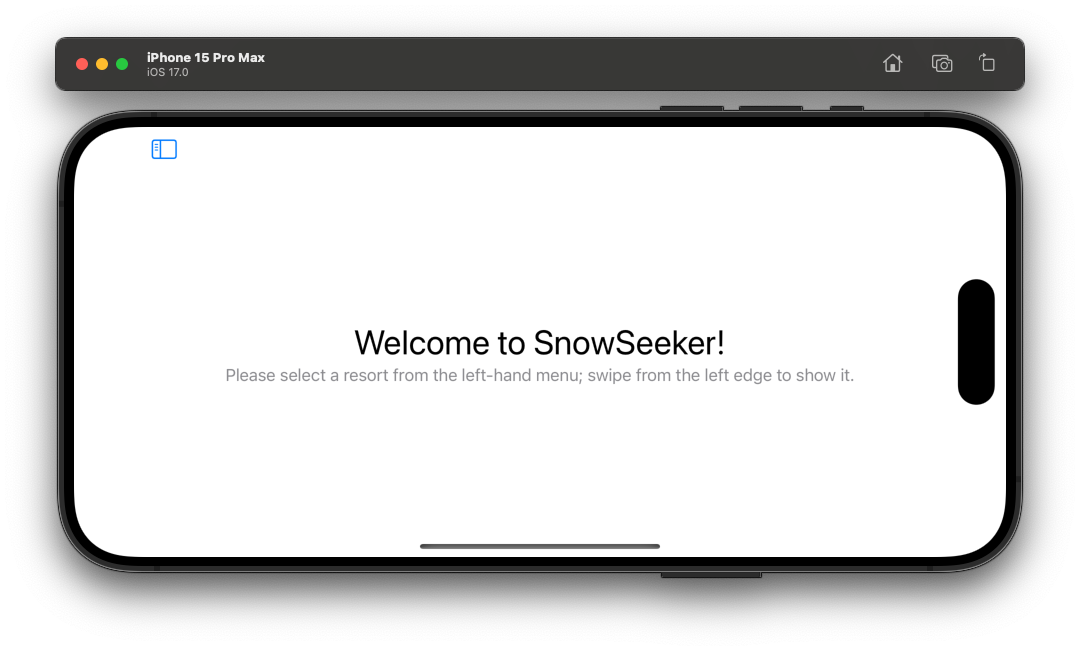 iPhone 15 Pro Max
iOS 17.0
Welcome to SnowSeeker!
Please select a resort from the left-hand menu; swipe from the left edge to show it.